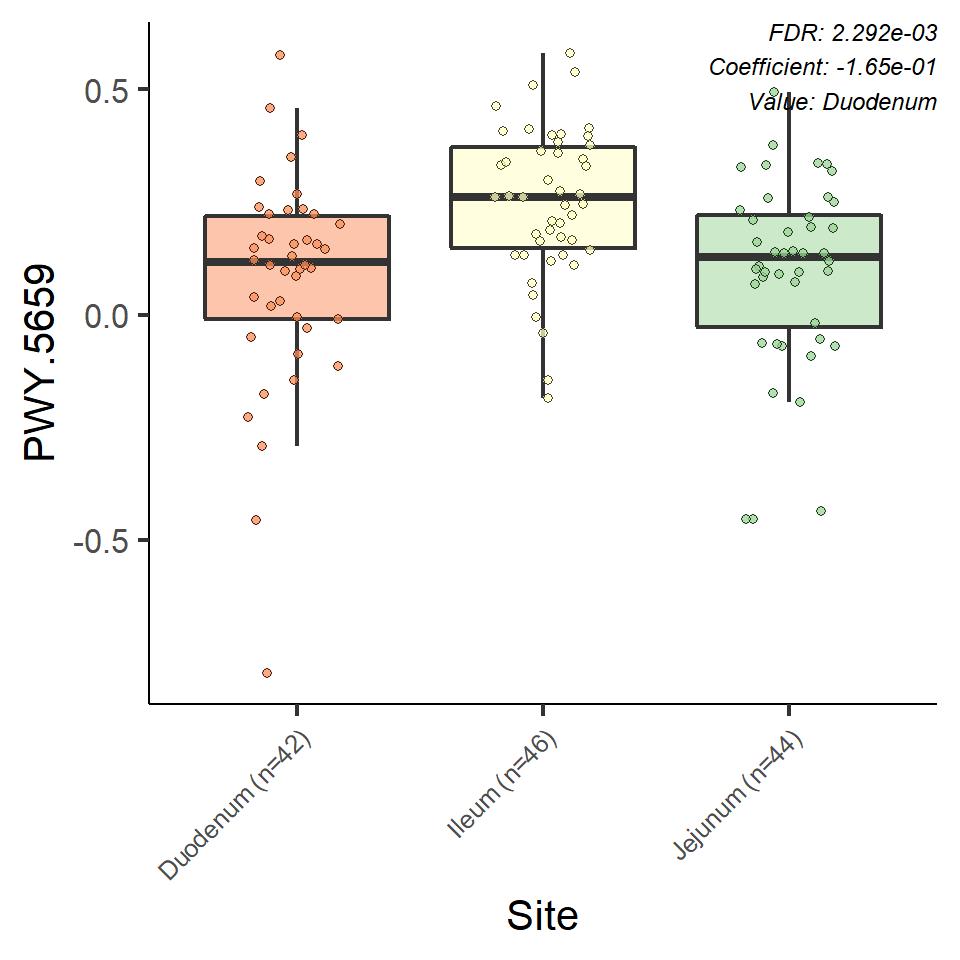 FDR: 2.292e-03
Coefficient: -1.65e-01
Value: Duodenum
PWY.5659
0.5
0.0
-0.5
Duodenum (n=42)
Ileum (n=46)
Jejunum (n=44)
Site